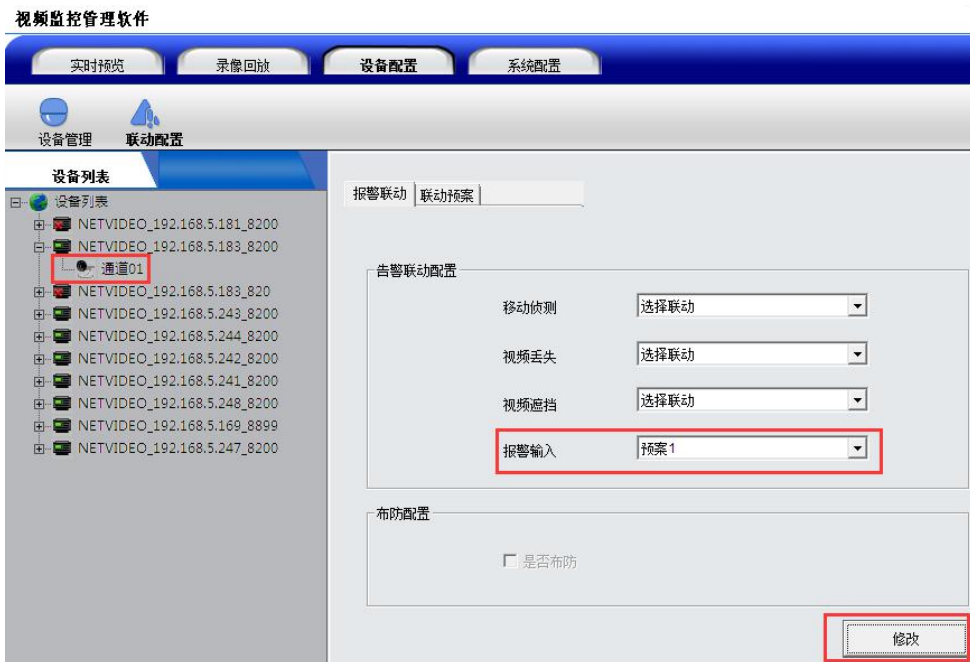 视频监控管理软件
实时预览 录像回放 设备配置 系统配置
设备管理 联动配置
设备列表
设备列表
NETVIDEO_192.168.5.181_8200
NETVIDEO_192.168.5.183_8200
通道01
NETVIDEO_192.168.5.183_820
NETVIDEO_192.168.5.243_8200
NETVIDEO_192.168.5.244_8200
NETVIDEO_192.168.5.242_8200
NETVIDEO_192.168.5.241_8200
NETVIDEO_192.168.5.248_8200
NETVIDEO_192.168.5.169_8899
NETVIDEO_192.168.5.247_8200
报警联动 联动预案
告警联动配置
移动侦测 选择联动
视频丢失 选择联动
视频遮挡 选择联动
报警输入 预案1
布防配置
是否布防
修改